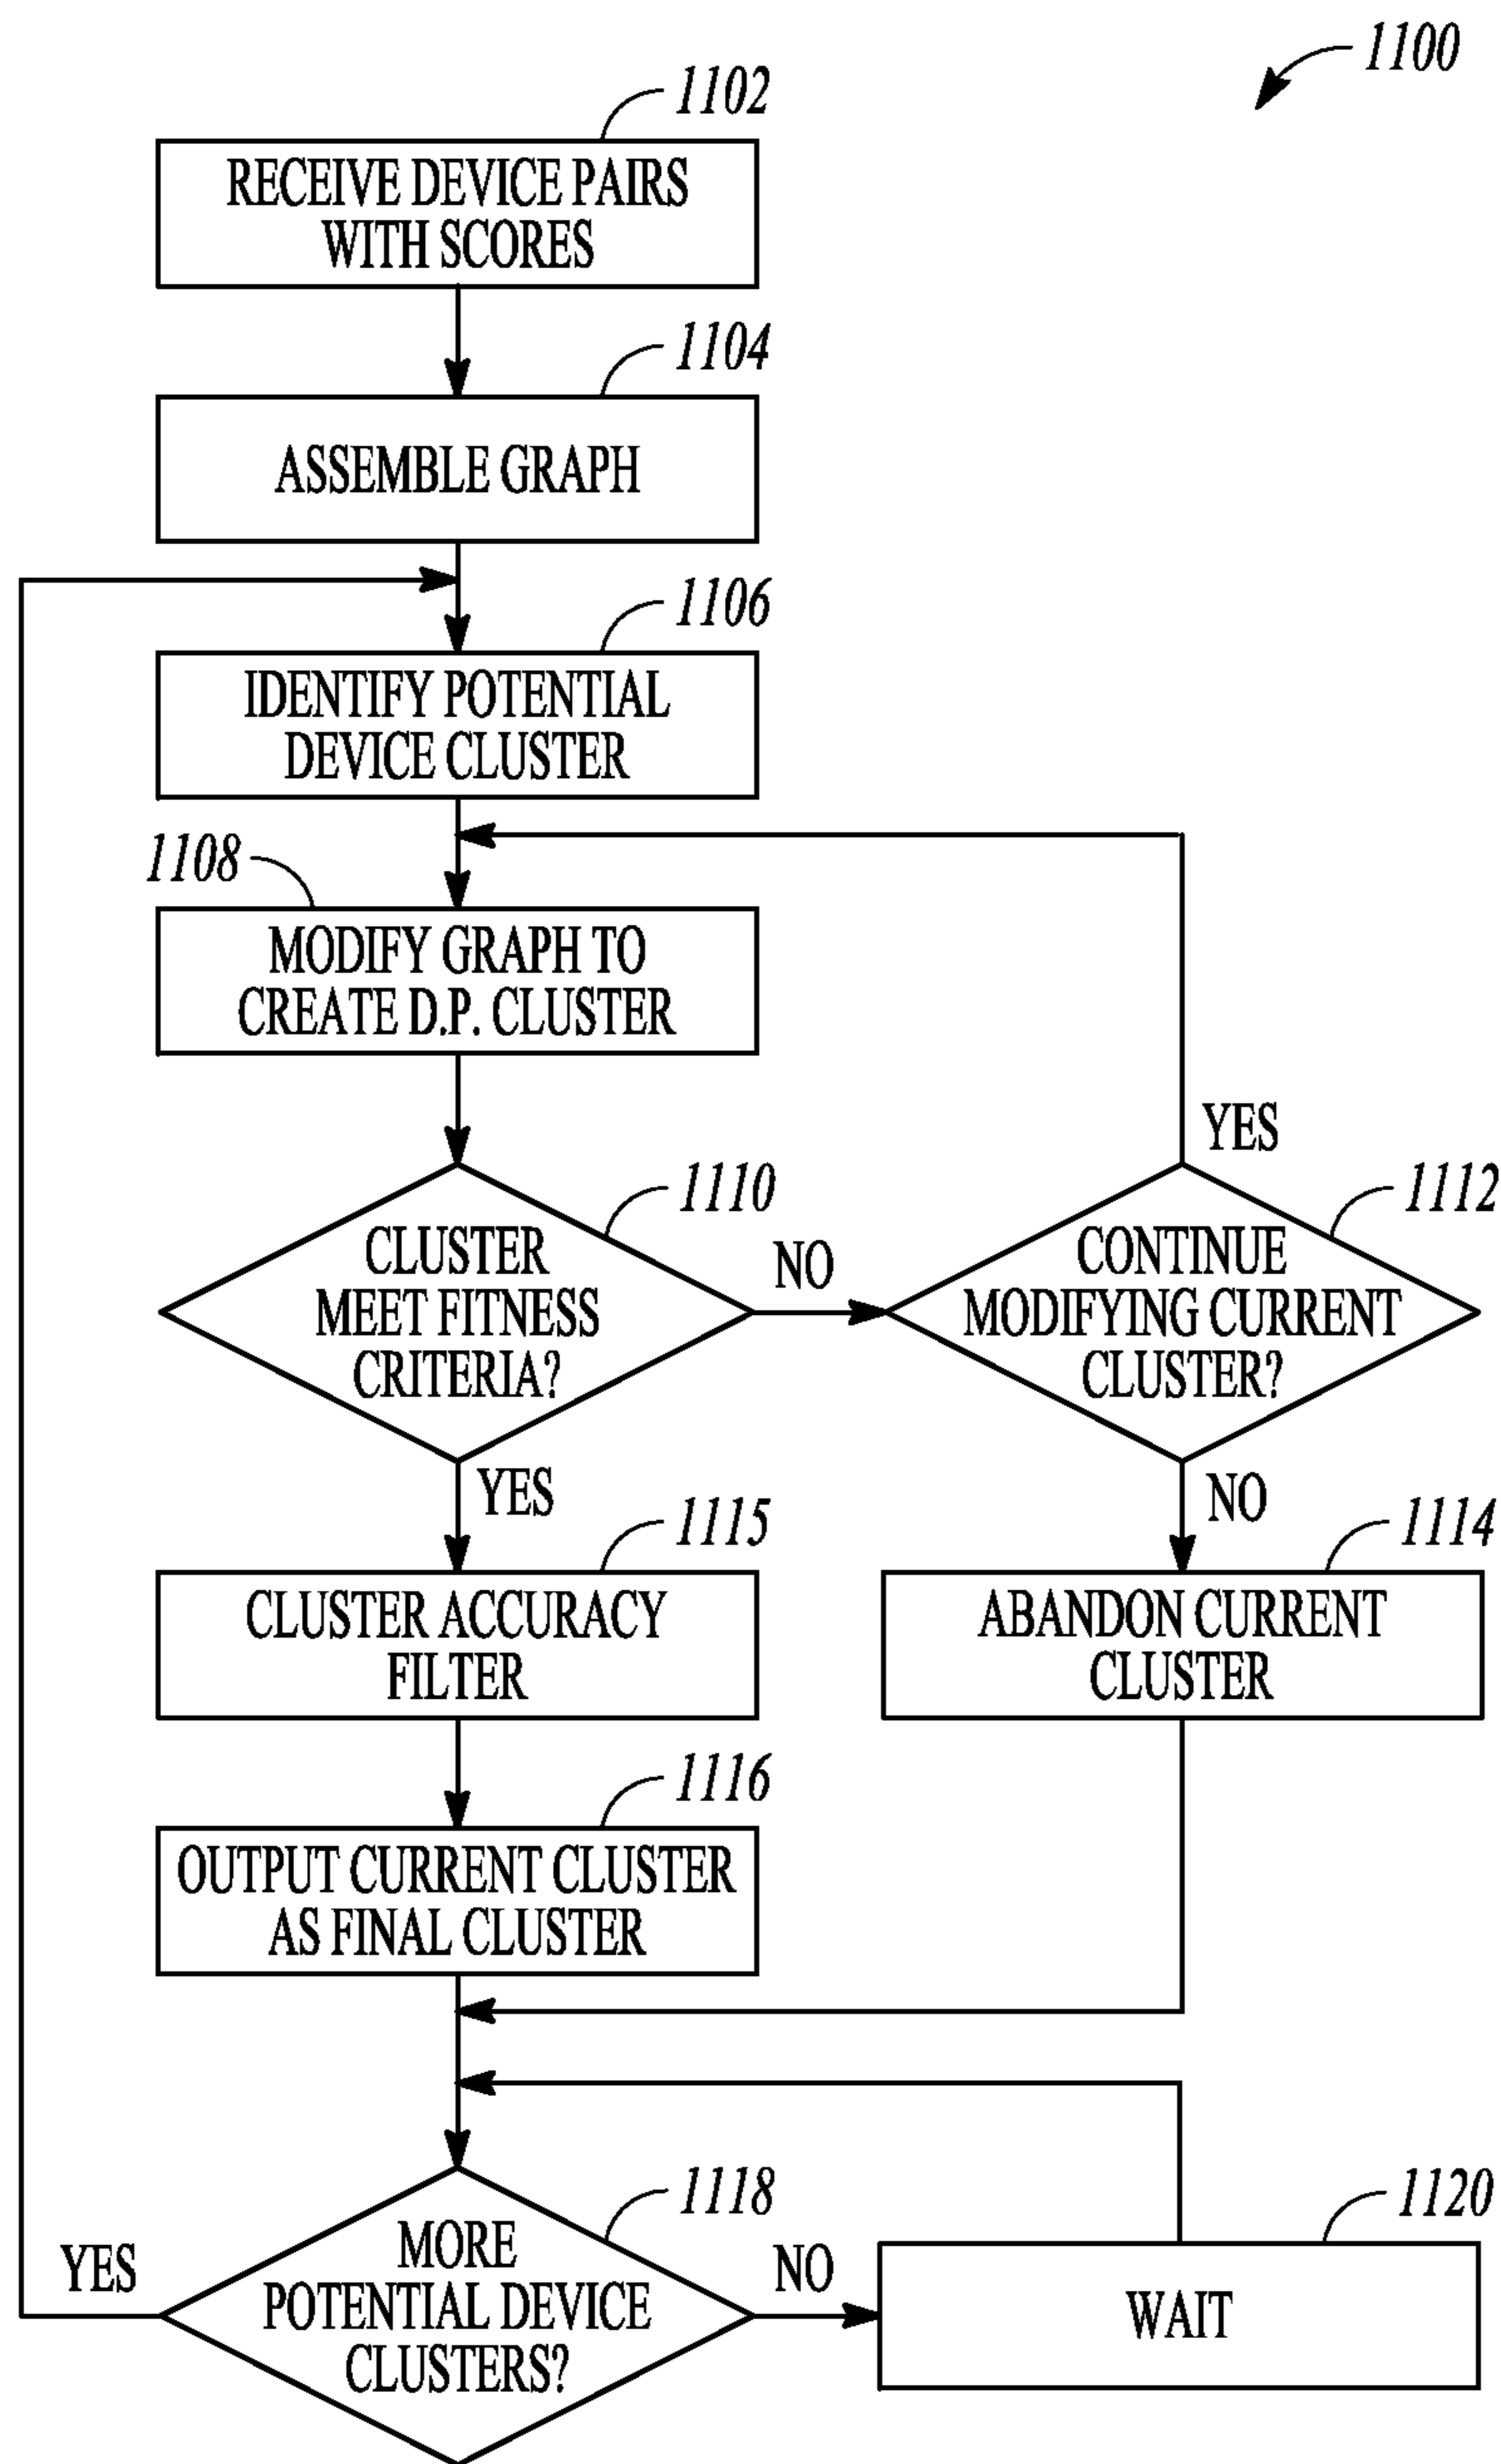 1100
1102
RECEIVE DEVICE PAIRS
WITH SCORES
1104
ASSEMBLE GRAPH
1106
IDENTIFY POTENTIAL
DEVICE CLUSTER
1108
MODIFY GRAPH TO
CREATE D.P. CLUSTER
YES
1110
CLUSTER
MEET FITNESS
CRITERIA?
NO
1112
CONTINUE
MODIFYING CURRENT
CLUSTER?
YES
NO
1115
CLUSTER ACCURACY
FILTER
1114
ABANDON CURRENT
CLUSTER
1116
OUTPUT CURRENT CLUSTER
AS FINAL CLUSTER
1118
YES
MORE
POTENTIAL DEVICE
CLUSTERS?
NO
1120
WAIT